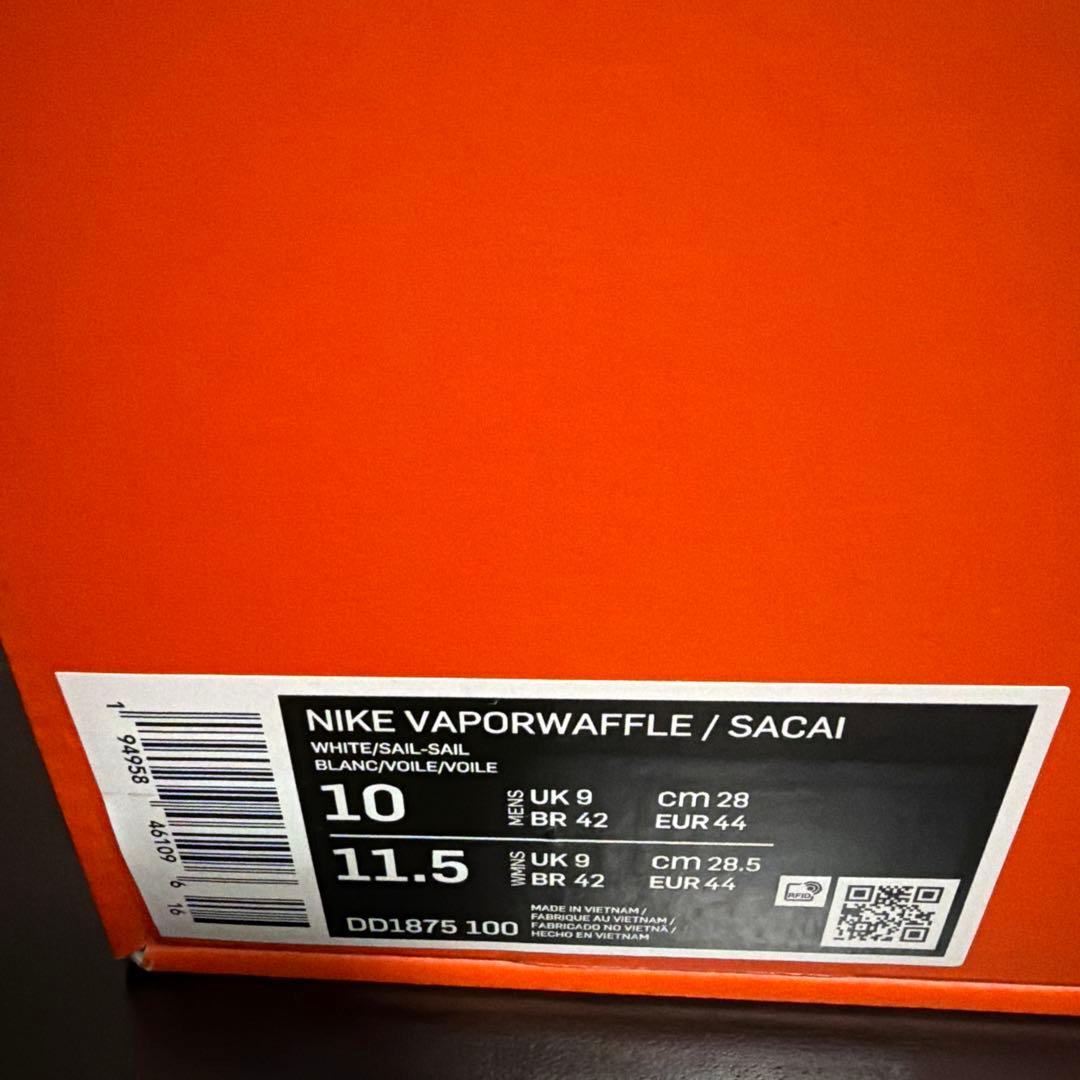 NIKE VAPORWAFFLE / SACAI
WHITE/SAIL-SAIL
BLANC/VOILE/VOILE
10 MENS UK 9 cm 28
BR 42 EUR 44
11.5 WMNS UK 9 cm 28.5
BR 42 EUR 44
DD1875 100
MADE IN VIETNAM /
FABRIQUE AU VIETNAM /
FABRICADO NO VIETNÃ /
HECHO EN VIETNAM
RFID
1 94958 46109 6 16